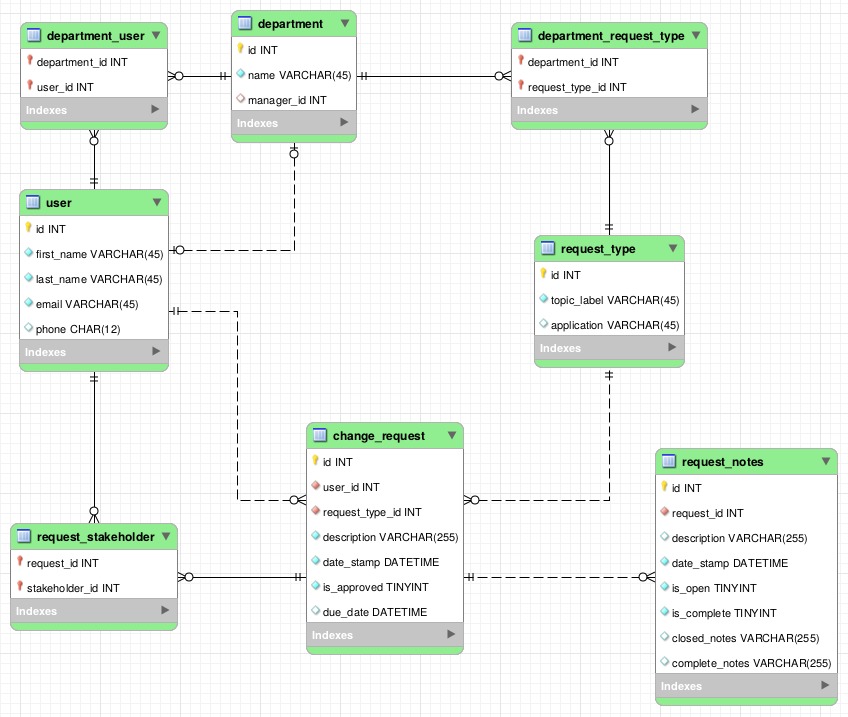 department_user
department_id INT
user_id INT
Indexes
department
id INT
name VARCHAR(45)
manager_id INT
Indexes
department_request_type
department_id INT
request_type_id INT
Indexes
user
id INT
first_name VARCHAR(45)
last_name VARCHAR(45)
email VARCHAR(45)
phone CHAR(12)
Indexes
request_type
id INT
topic_label VARCHAR(45)
application VARCHAR(45)
Indexes
change_request
id INT
user_id INT
request_type_id INT
description VARCHAR(255)
date_stamp DATETIME
is_approved TINYINT
due_date DATETIME
Indexes
request_notes
id INT
request_id INT
description VARCHAR(255)
date_stamp DATETIME
is_open TINYINT
is_complete TINYINT
closed_notes VARCHAR(255)
complete_notes VARCHAR(255)
Indexes
request_stakeholder
request_id INT
stakeholder_id INT
Indexes